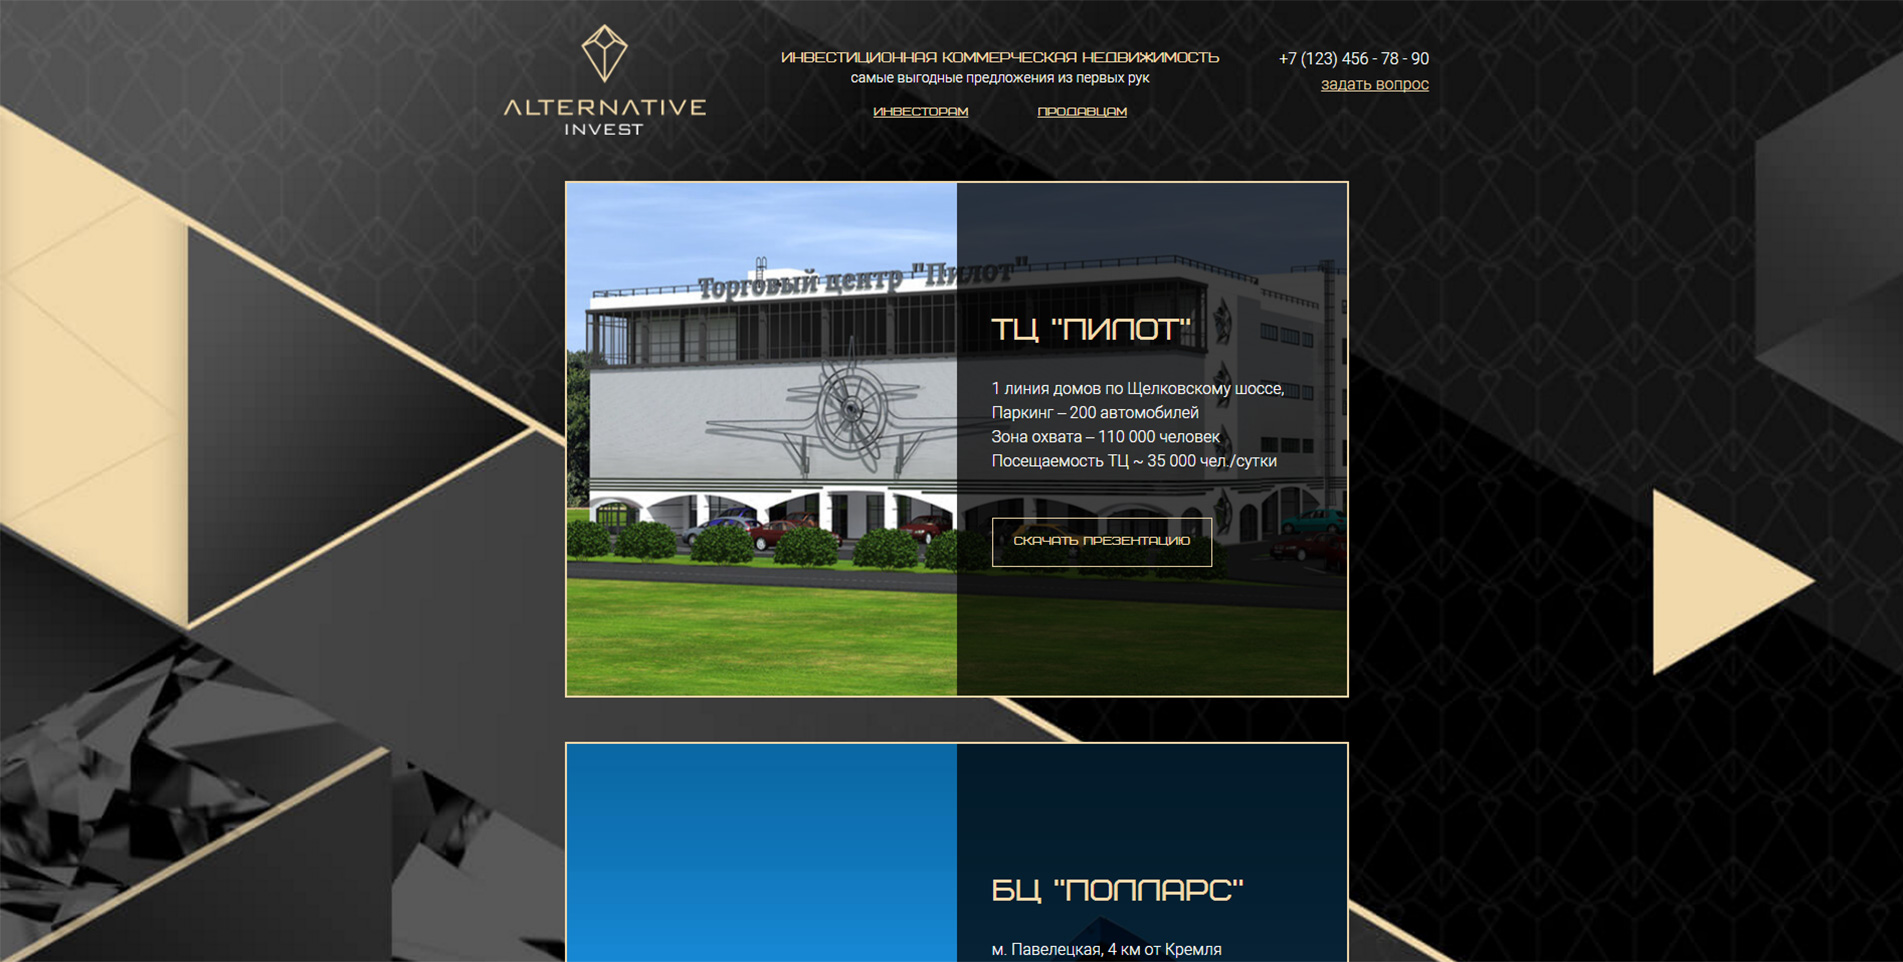 ALTERNATIVE
INVEST
ИНВЕСТИЦИОННАЯ КОММЕРЧЕСКАЯ НЕДВИЖИМОСТЬ
самые выгодные предложения из первых рук
ИНВЕСТОРАМ
ПРОДАВЦАМ
+7 (123) 456 - 78 - 90
задать вопрос
Торговый центр "Пилот"
ТЦ "ПИЛОТ"
1 линия домов по Щелковскому шоссе,
Паркинг – 200 автомобилей
Зона охвата – 110 000 человек
Посещаемость ТЦ ~ 35 000 чел./сутки
СКАЧАТЬ ПРЕЗЕНТАЦИЮ
БЦ "ПОЛЛАРС"
м. Павелецкая, 4 км от Кремля